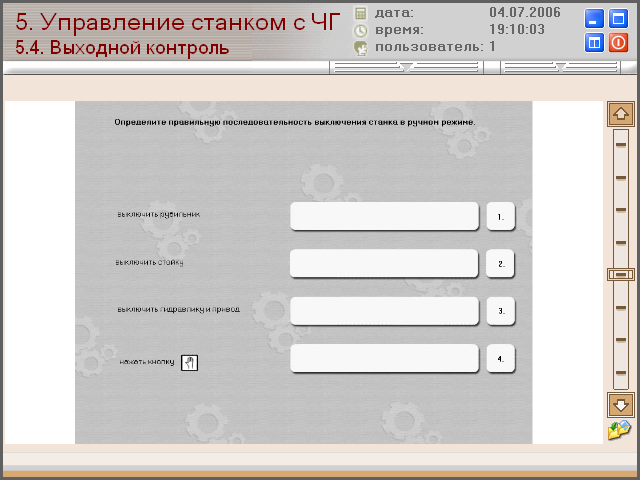 5. Управление станком с ЧГ
5.4. Выходной контроль
дата: 04.07.2006
время: 19:10:03
пользователь: 1
Определите правильную последовательность выключения станка в ручном режиме.
выключить рубильник 1.
выключить стойку 2.
выключить гидравлику и привод 3.
нажать кнопку 4.